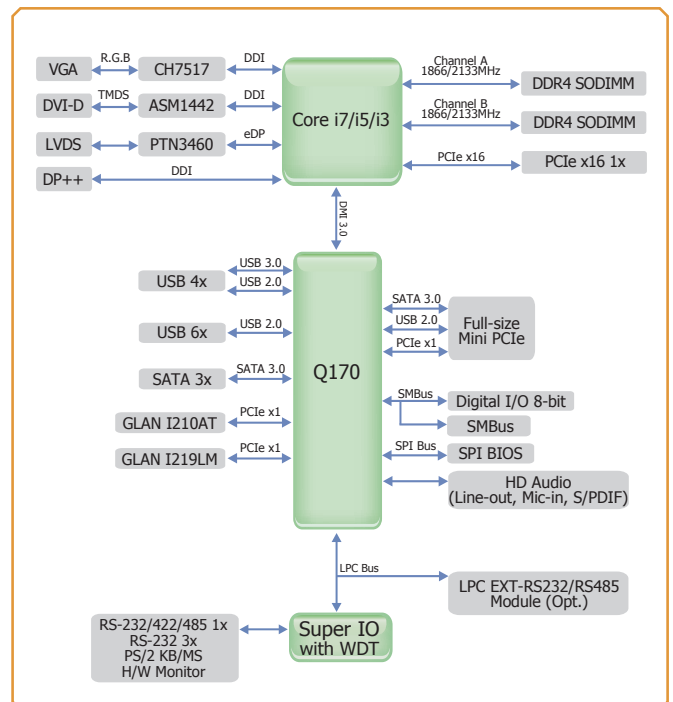 VGA
R.G.B
CH7517
DDI
DVI-D
TMDS
ASM1442
DDI
LVDS
PTN3460
eDP
DP++
DDI
Core i7/i5/i3
Channel A
1866/2133MHz
DDR4 SODIMM
Channel B
1866/2133MHz
DDR4 SODIMM
PCIe x16
PCIe x16 1x
DMI 3.0
USB 4x
USB 3.0
USB 2.0
USB 6x
USB 2.0
SATA 3x
SATA 3.0
GLAN I210AT
PCIe x1
GLAN I219LM
PCIe x1
Q170
SATA 3.0
USB 2.0
PCIe x1
Full-size
Mini PCIe
SMBus
Digital I/O 8-bit
SMBus
SPI Bus
SPI BIOS
HD Audio
(Line-out, Mic-in, S/PDIF)
LPC Bus
LPC EXT-RS232/RS485
Module (Opt.)
RS-232/422/485 1x
RS-232 3x
PS/2 KB/MS
H/W Monitor
Super IO
with WDT